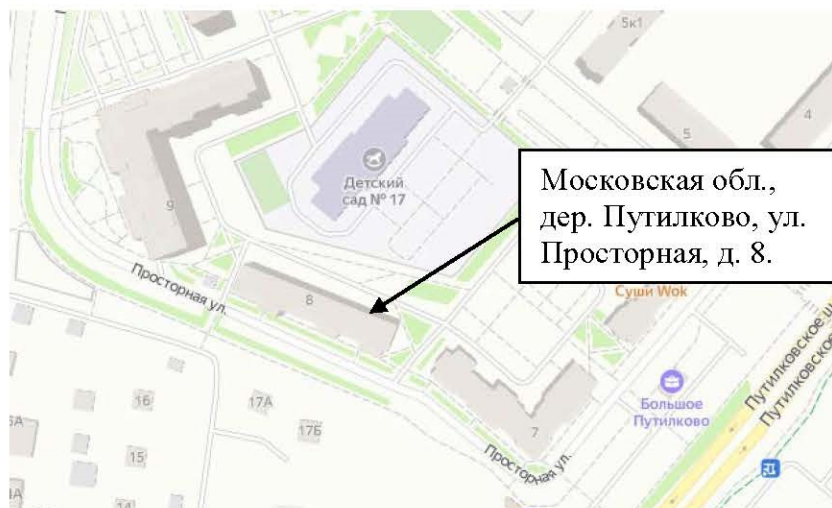 5к1
4
5
Детский
сад № 17
Московская обл.,
дер. Путилково, ул.
Просторная, д. 8.
9
Просторная ул.
8
Суши Wok
Путилковское
Путилковское
Большое
Путилково
16
17А
17Б
7
Просторная ул.
15
14